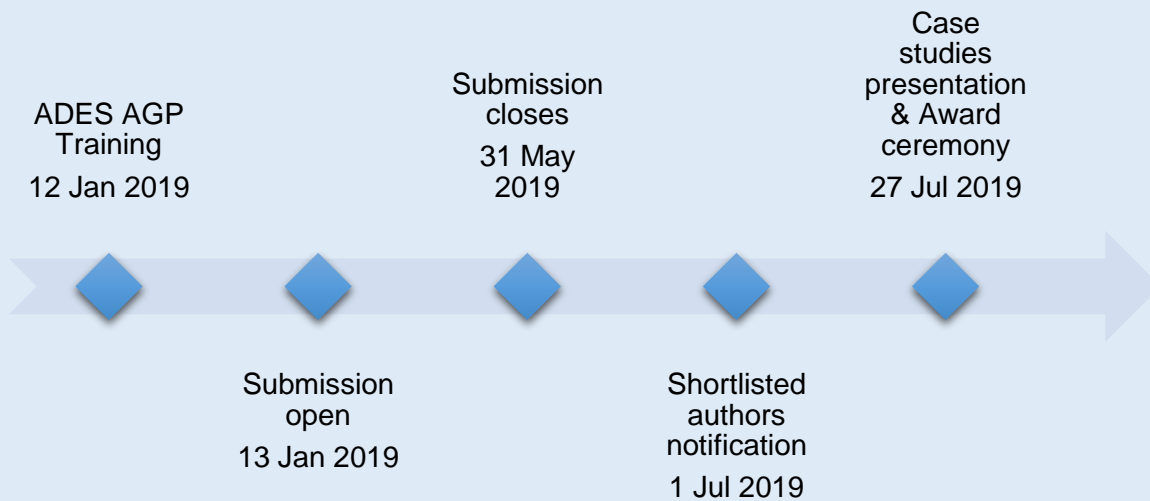 ADES AGP
Training
12 Jan 2019
Submission
open
13 Jan 2019
Submission
closes
31 May
2019
Shortlisted
authors
notification
1 Jul 2019
Case
studies
presentation
& Award
ceremony
27 Jul 2019